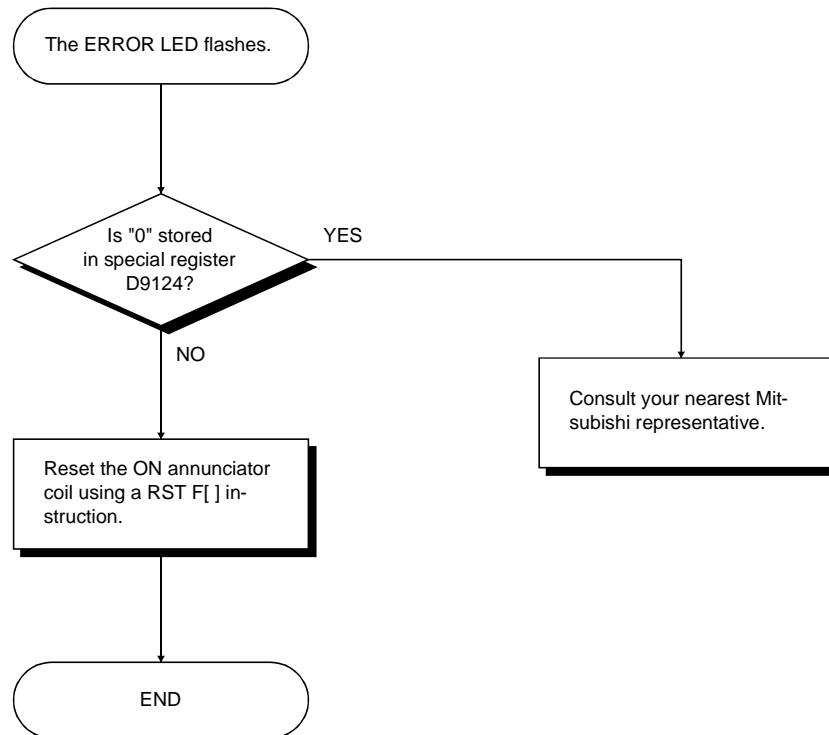 The ERROR LED flashes.
Is "0" stored
in special register
D9124?
YES
NO
Consult your nearest Mit-
subishi representative.
Reset the ON annunciator
coil using a RST F[ ] in-
struction.
END